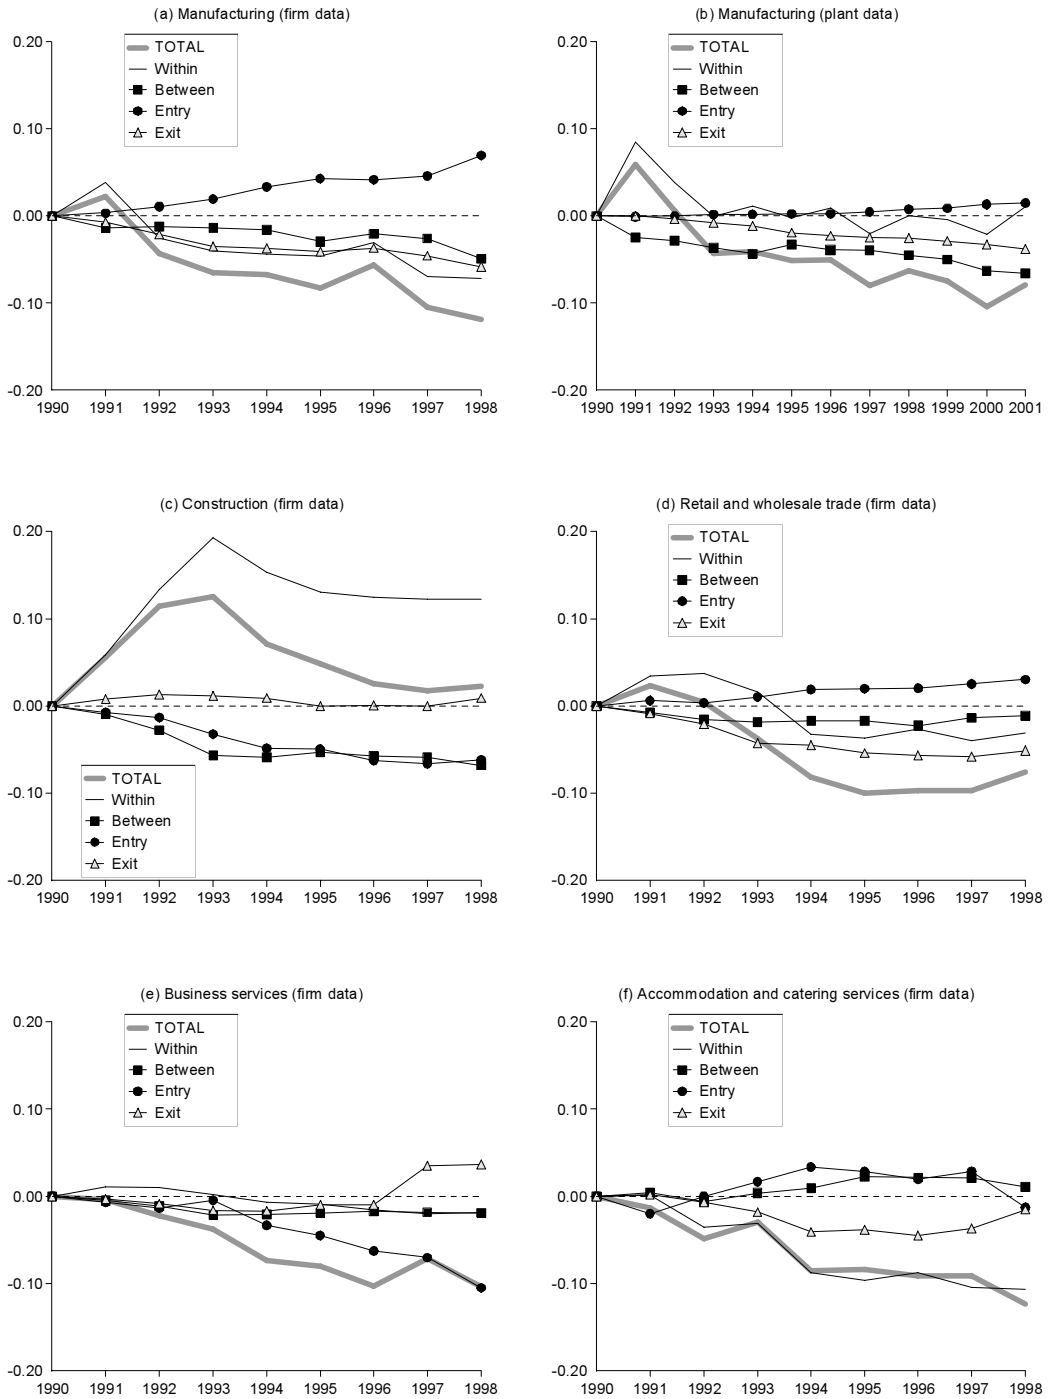 (a) Manufacturing (firm data)
0.20
0.10
0.00
-0.10
-0.20
TOTAL
Within
Between
Entry
Exit
1990 1991 1992 1993 1994 1995 1996 1997 1998
(b) Manufacturing (plant data)
0.20
0.10
0.00
-0.10
-0.20
TOTAL
Within
Between
Entry
Exit
1990 1991 1992 1993 1994 1995 1996 1997 1998 1999 2000 2001
(c) Construction (firm data)
0.20
0.10
0.00
-0.10
-0.20
TOTAL
Within
Between
Entry
Exit
1990 1991 1992 1993 1994 1995 1996 1997 1998
(d) Retail and wholesale trade (firm data)
0.20
0.10
0.00
-0.10
-0.20
TOTAL
Within
Between
Entry
Exit
1990 1991 1992 1993 1994 1995 1996 1997 1998
(e) Business services (firm data)
0.20
0.10
0.00
-0.10
-0.20
TOTAL
Within
Between
Entry
Exit
1990 1991 1992 1993 1994 1995 1996 1997 1998
(f) Accommodation and catering services (firm data)
0.20
0.10
0.00
-0.10
-0.20
TOTAL
Within
Between
Entry
Exit
1990 1991 1992 1993 1994 1995 1996 1997 1998